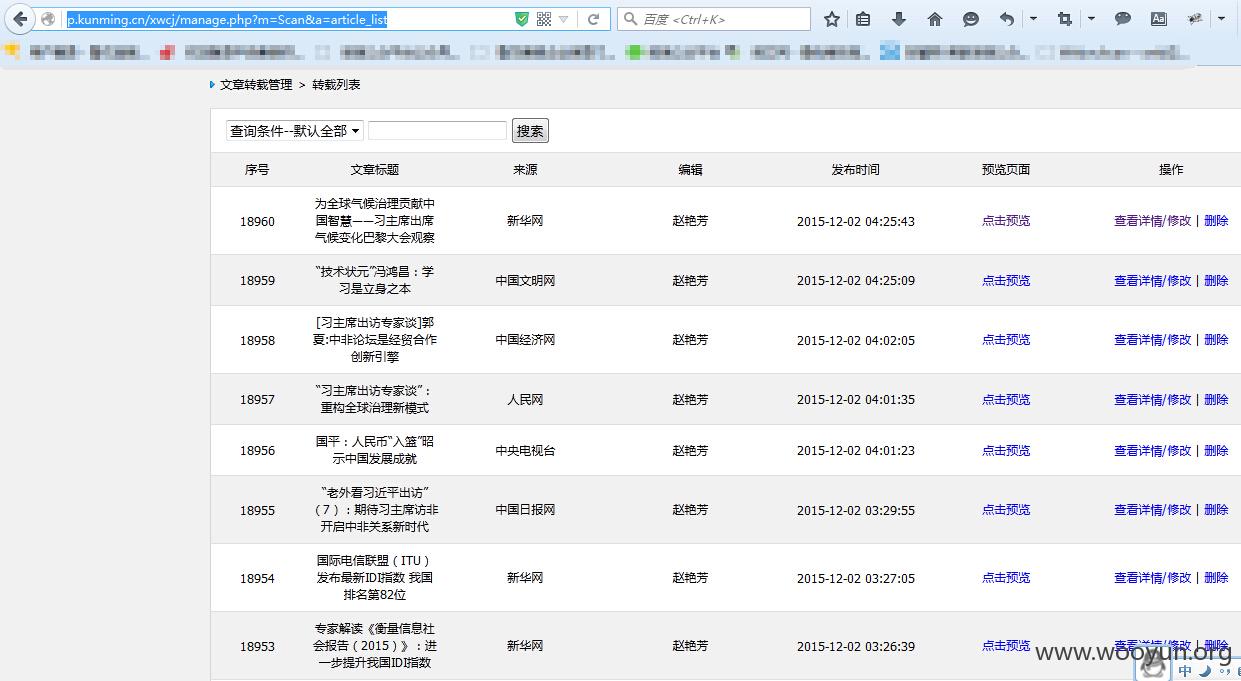 p.kunming.cn/xwcj/manage.php?m=Scan&a=article_list
百度 <Ctrl+K>
Aa
文章转载管理 > 转载列表
查询条件--默认全部
搜索
序号 文章标题 来源 编辑 发布时间 预览页面 操作
为全球气候治理贡献中
18960 国智慧——习主席出席 新华网 赵艳芳 2015-12-02 04:25:43 点击预览 查看详情/修改 | 删除
气候变化巴黎大会观察
“技术状元”冯鸿昌：学
18959 习是立身之本 中国文明网 赵艳芳 2015-12-02 04:25:09 点击预览 查看详情/修改 | 删除
[习主席出访专家谈]郭
18958 夏:中非论坛是经贸合作 中国经济网 赵艳芳 2015-12-02 04:02:05 点击预览 查看详情/修改 | 删除
创新引擎
“习主席出访专家谈”：
18957 重构全球治理新模式 人民网 赵艳芳 2015-12-02 04:01:35 点击预览 查看详情/修改 | 删除
国平：人民币“入篮”昭
18956 示中国发展成就 中央电视台 赵艳芳 2015-12-02 04:01:23 点击预览 查看详情/修改 | 删除
“老外看习近平出访”
18955 （7）：期待习主席访非 中国日报网 赵艳芳 2015-12-02 03:29:55 点击预览 查看详情/修改 | 删除
开启中非关系新时代
国际电信联盟（ITU）
18954 发布最新IDI指数 我国 新华网 赵艳芳 2015-12-02 03:27:05 点击预览 查看详情/修改 | 删除
排名第82位
专家解读《衡量信息社
18953 会报告（2015）》：进 新华网 赵艳芳 2015-12-02 03:26:39 点击预览 查看详情/修改 | 删除
一步提升我国IDI指数
www.wooyun.org
中